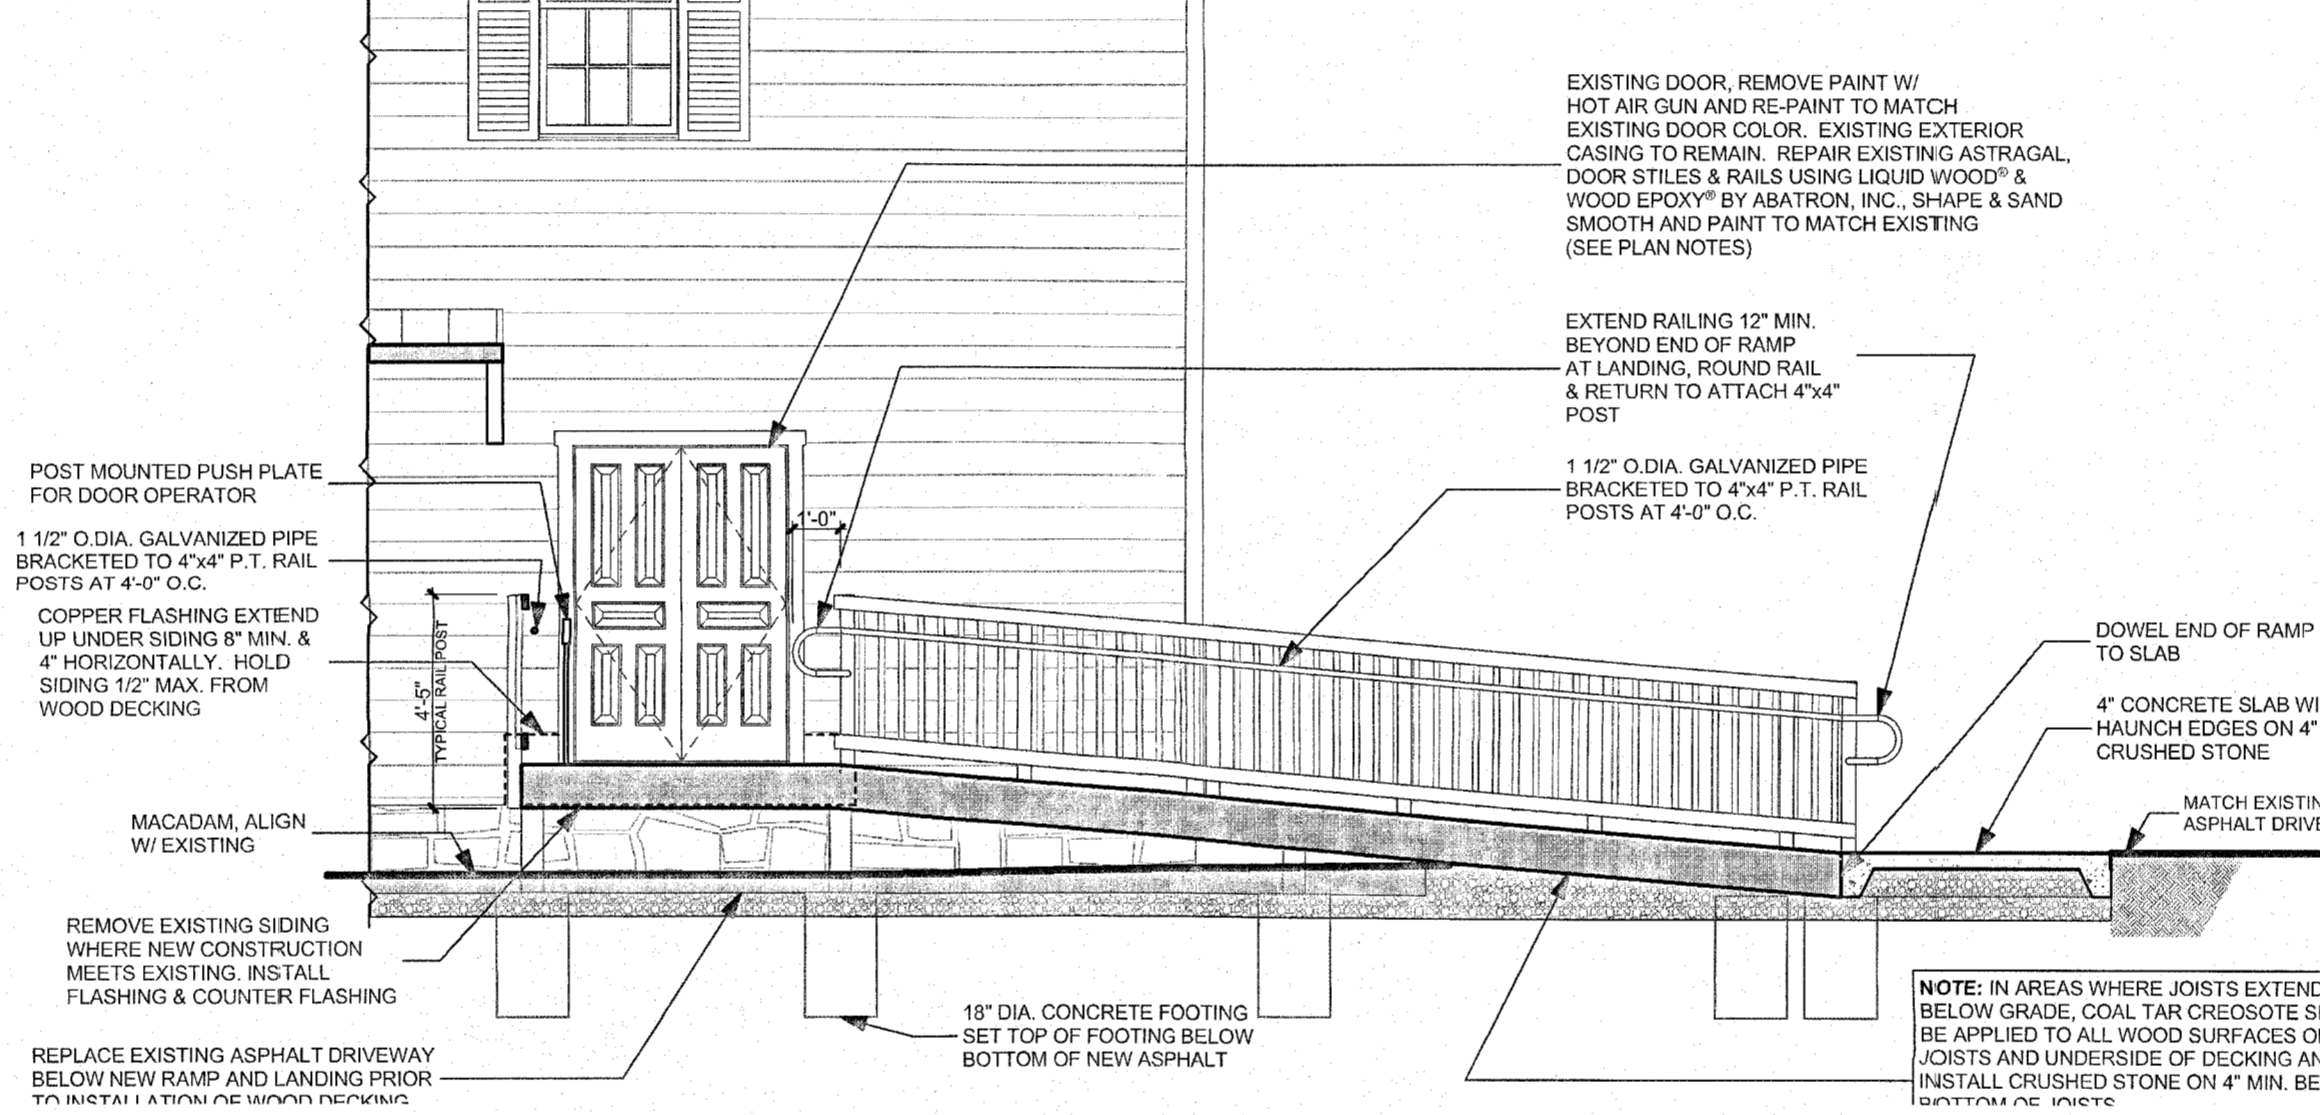 EXISTING DOOR, REMOVE PAINT W/
HOT AIR GUN AND RE-PAINT TO MATCH
EXISTING DOOR COLOR. EXISTING EXTERIOR
CASING TO REMAIN. REPAIR EXISTING ASTRAGAL,
DOOR STILES & RAILS USING LIQUID WOOD® &
WOOD EPOXY® BY ABATRON, INC., SHAPE & SAND
SMOOTH AND PAINT TO MATCH EXISTING
(SEE PLAN NOTES)
EXTEND RAILING 12" MIN.
BEYOND END OF RAMP
AT LANDING, ROUND RAIL
& RETURN TO ATTACH 4"x4"
POST
1 1/2" O.DIA. GALVANIZED PIPE
BRACKETED TO 4"x4" P.T. RAIL
POSTS AT 4'-0" O.C.
POST MOUNTED PUSH PLATE
FOR DOOR OPERATOR
1 1/2" O.DIA. GALVANIZED PIPE
BRACKETED TO 4"x4" P.T. RAIL
POSTS AT 4'-0" O.C.
COPPER FLASHING EXTEND
UP UNDER SIDING 8" MIN. &
4" HORIZONTALLY. HOLD
SIDING 1/2" MAX. FROM
WOOD DECKING
1'-0"
4'-5"
TYPICAL RAIL POST
MACADAM, ALIGN
W/ EXISTING
REMOVE EXISTING SIDING
WHERE NEW CONSTRUCTION
MEETS EXISTING. INSTALL
FLASHING & COUNTER FLASHING
REPLACE EXISTING ASPHALT DRIVEWAY
BELOW NEW RAMP AND LANDING PRIOR
TO INSTALLATION OF WOOD DECKING
18" DIA. CONCRETE FOOTING
SET TOP OF FOOTING BELOW
BOTTOM OF NEW ASPHALT
DOWEL END OF RAMP
TO SLAB
4" CONCRETE SLAB WI
HAUNCH EDGES ON 4"
CRUSHED STONE
MATCH EXISTIN
ASPHALT DRIVE
NOTE: IN AREAS WHERE JOISTS EXTEND
BELOW GRADE, COAL TAR CREOSOTE S
BE APPLIED TO ALL WOOD SURFACES O
JOISTS AND UNDERSIDE OF DECKING AN
INSTALL CRUSHED STONE ON 4" MIN. BE
BOTTOM OF JOISTS